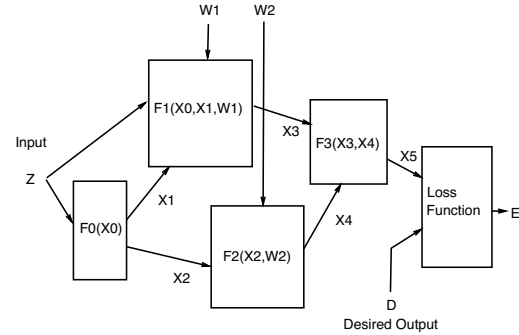 W1
W2
F1(X0,X1,W1)
X3
F3(X3,X4)
Input
Z
X5
Loss
Function
E
X1
F0(X0)
X4
F2(X2,W2)
X2
D
Desired Output